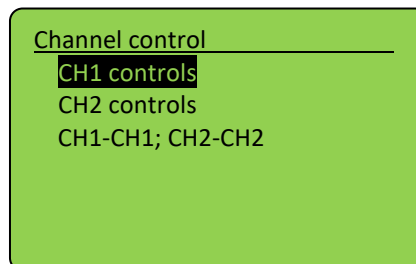 Channel control
CH1 controls
CH2 controls
CH1-CH1; CH2-CH2